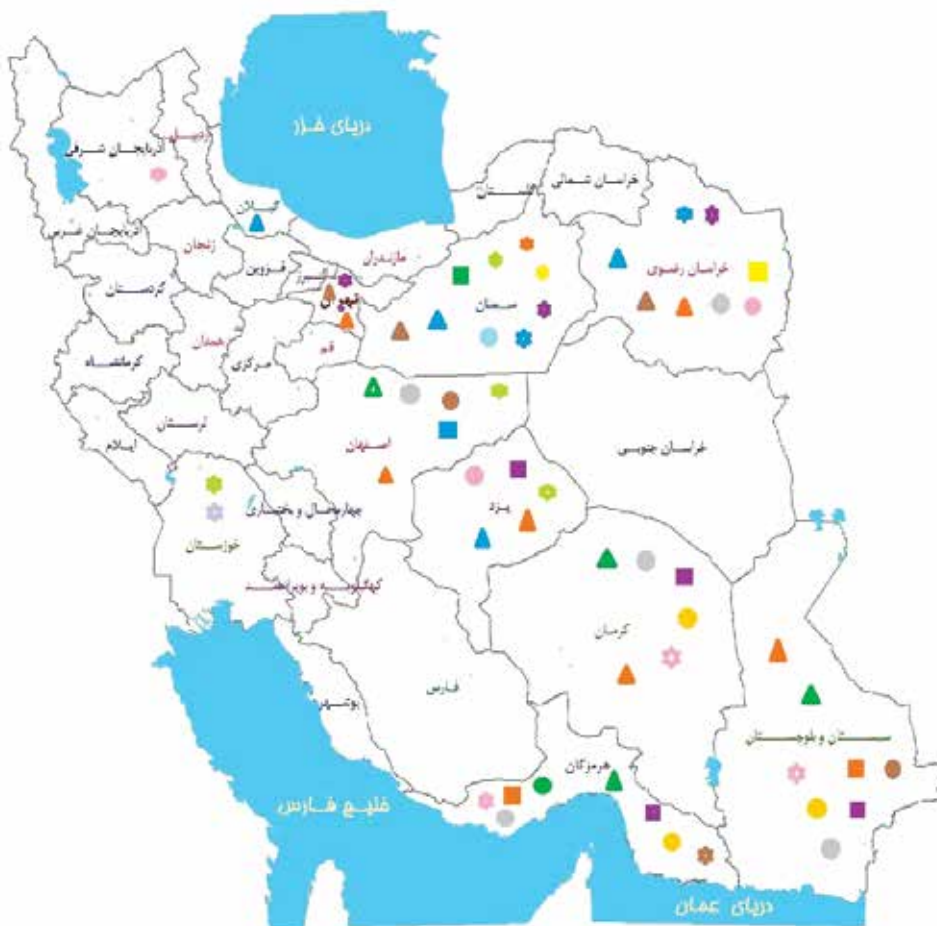 دریای خزر
خراسان شمالی
گلستان
اردبیل
آذربایجان شرقی
گیلان
آذربایجان غربی
زنجان
مازندران
قزوین
البرز
تهران
خراسان رضوی
سمنان
کردستان
همدان
قم
مرکزی
کرمانشاه
لرستان
اصفهان
خراسان جنوبی
ایلام
یزد
چهارمحال و بختیاری
خوزستان
کهگلویه و بویراحمد
کرمان
فارس
بوشهر
سیستان و بلوچستان
هرمزگان
خلیج فارس
دریای عمان